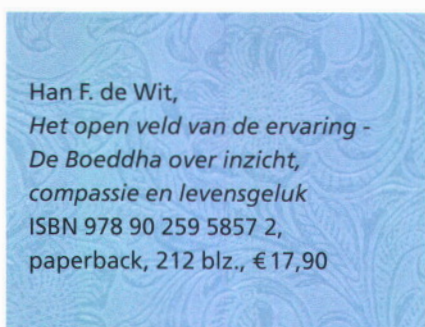 Han F. de Wit,
Het open veld van de ervaring -
De Boeddha over inzicht,
compassie en levensgeluk
ISBN 978 90 259 5857 2,
paperback, 212 blz., €17,90